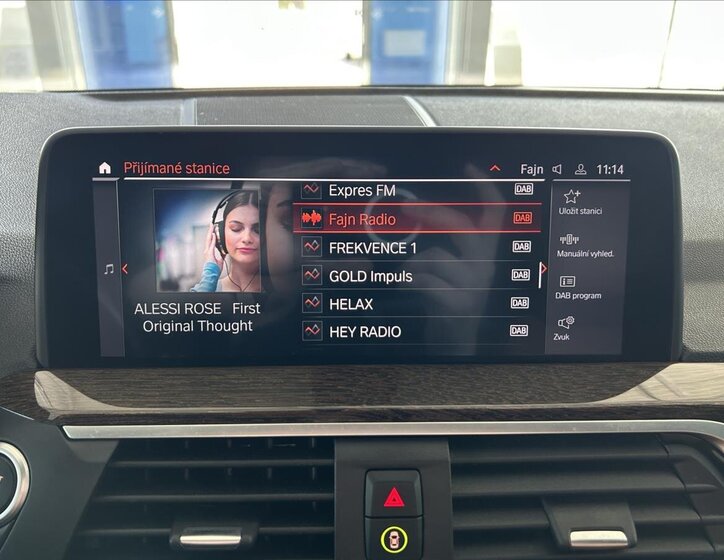 Přijímané stanice
Fajn
11:14
Expres FM DAB
Fajn Radio DAB
FREKVENCE 1 DAB
GOLD Impuls DAB
HELAX DAB
HEY RADIO DAB
ALESSI ROSE First
Original Thought
Uložit stanici
Manuální vyhled.
DAB program
Zvuk